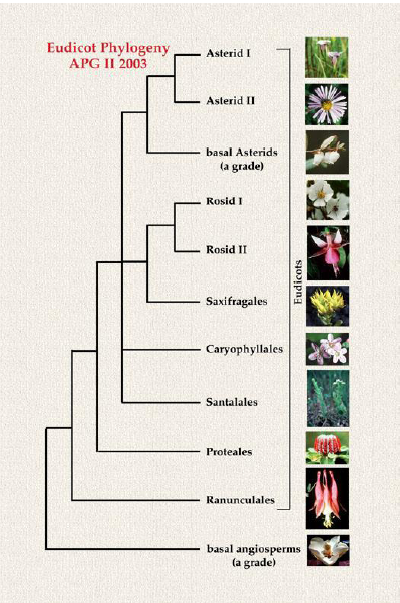 Eudicot Phylogeny
APG II 2003
Asterid I
Asterid II
basal Asterids
(a grade)
Rosid I
Rosid II
Saxifragales
Eudicots
Caryophyllales
Santalales
Proteales
Ranunculales
basal angiosperms
(a grade)